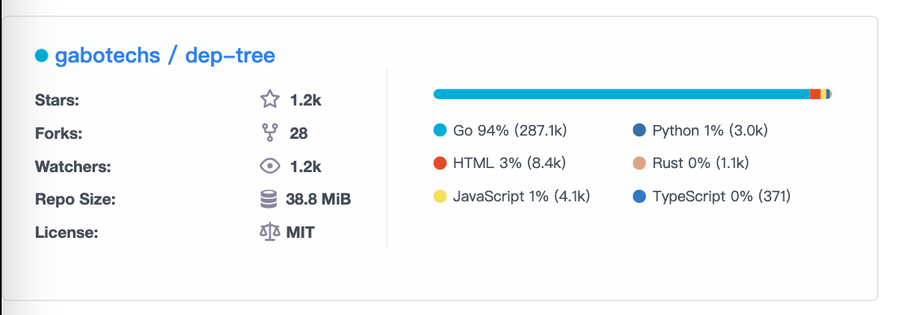 gabotechs / dep-tree
Stars: 1.2k
Forks: 28
Watchers: 1.2k
Repo Size: 38.8 MiB
License: MIT
Go 94% (287.1k)
Python 1% (3.0k)
HTML 3% (8.4k)
Rust 0% (1.1k)
JavaScript 1% (4.1k)
TypeScript 0% (371)